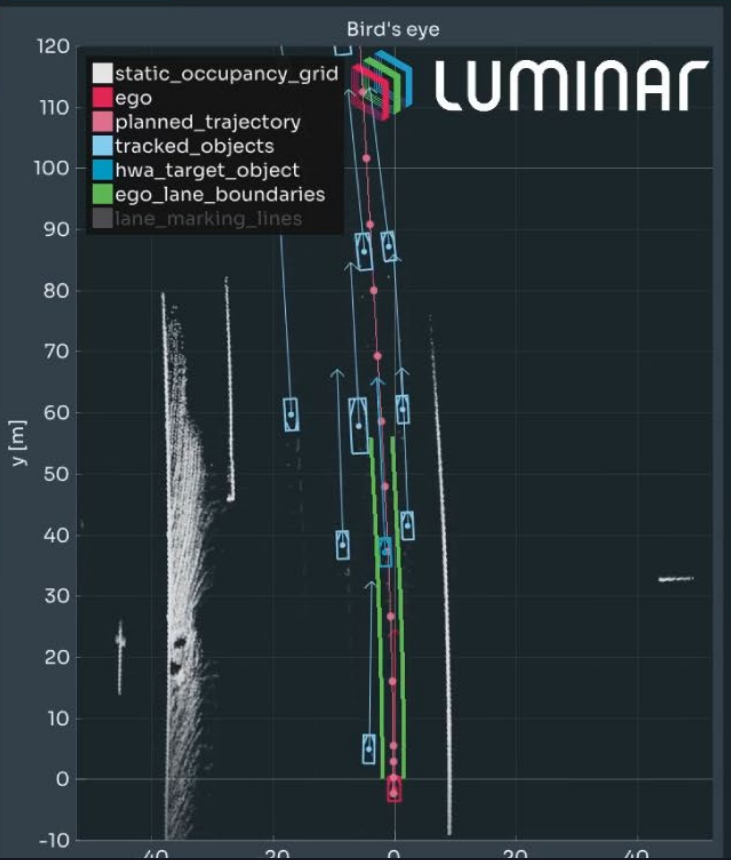 Bird's eye
120
static_occupancy_grid
LUMINAR
ego
110
planned_trajectory
tracked_objects
100
hwa_target_object
ego_lane_boundaries
90
lane_marking_lines
80
70
60
y [m]
50
40
30
20
10
0
-10
40
20
0
20
40